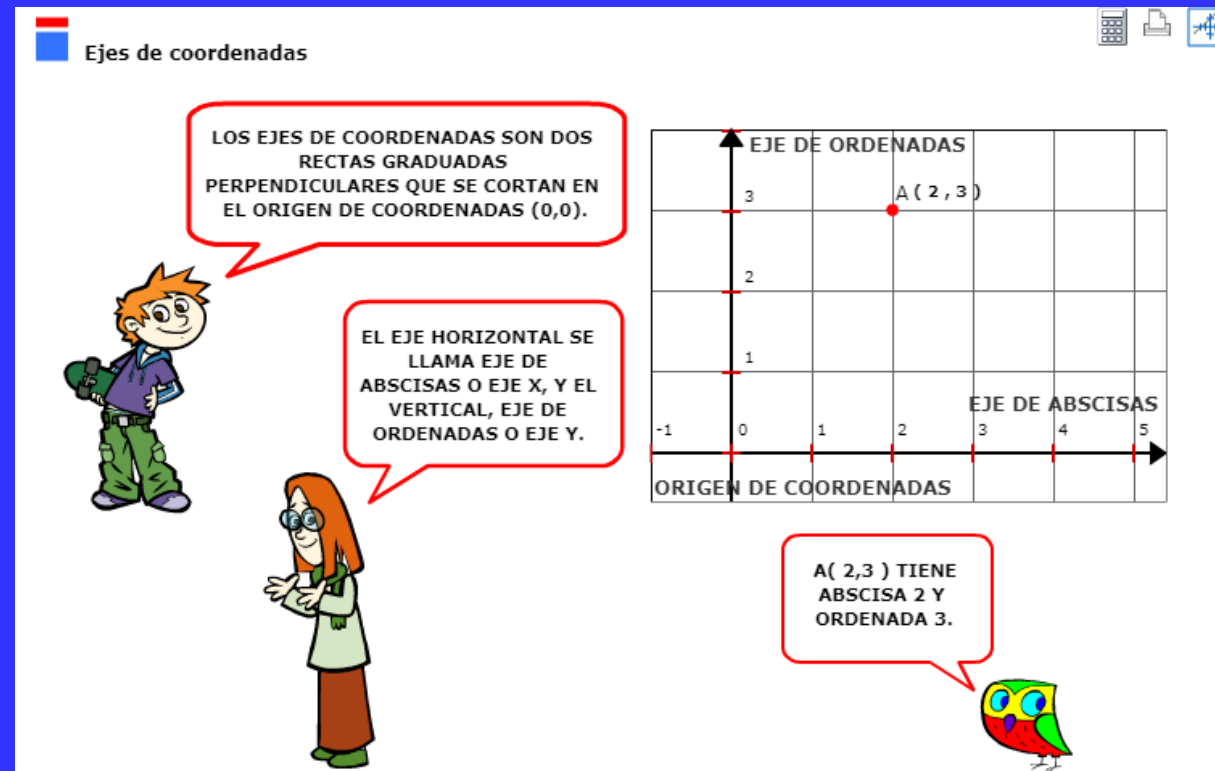 Ejes de coordenadas
LOS EJES DE COORDENADAS SON DOS
RECTAS GRADUADAS
PERPENDICULARES QUE SE CORTAN EN
EL ORIGEN DE COORDENADAS (0,0).
EL EJE HORIZONTAL SE
LLAMA EJE DE
ABSCISAS O EJE X, Y EL
VERTICAL, EJE DE
ORDENADAS O EJE Y.
EJE DE ORDENADAS
A ( 2 , 3 )
3
2
1
EJE DE ABSCISAS
-1 0 1 2 3 4 5
ORIGEN DE COORDENADAS
A( 2,3 ) TIENE
ABSCISA 2 Y
ORDENADA 3.